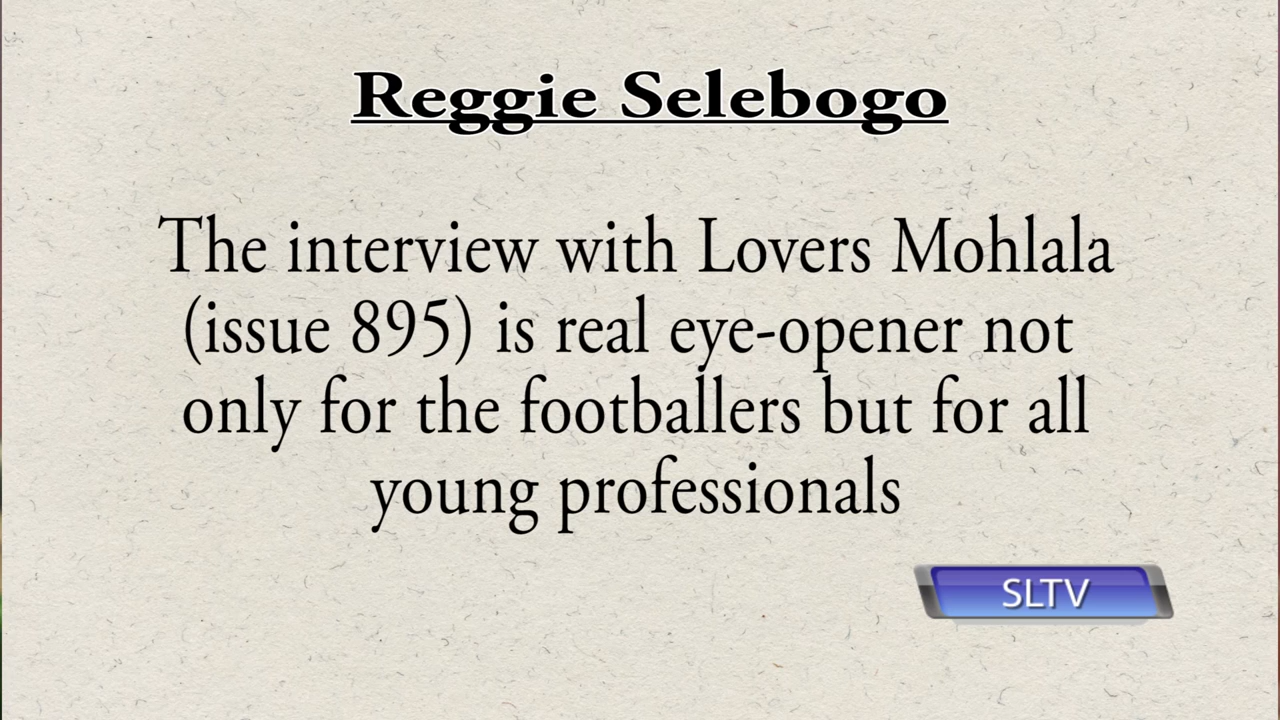 Reggie Selebogo
The interview with Lovers Mohlala
(issue 895) is real eye-opener not
only for the footballers but for all
young professionals
SLTV